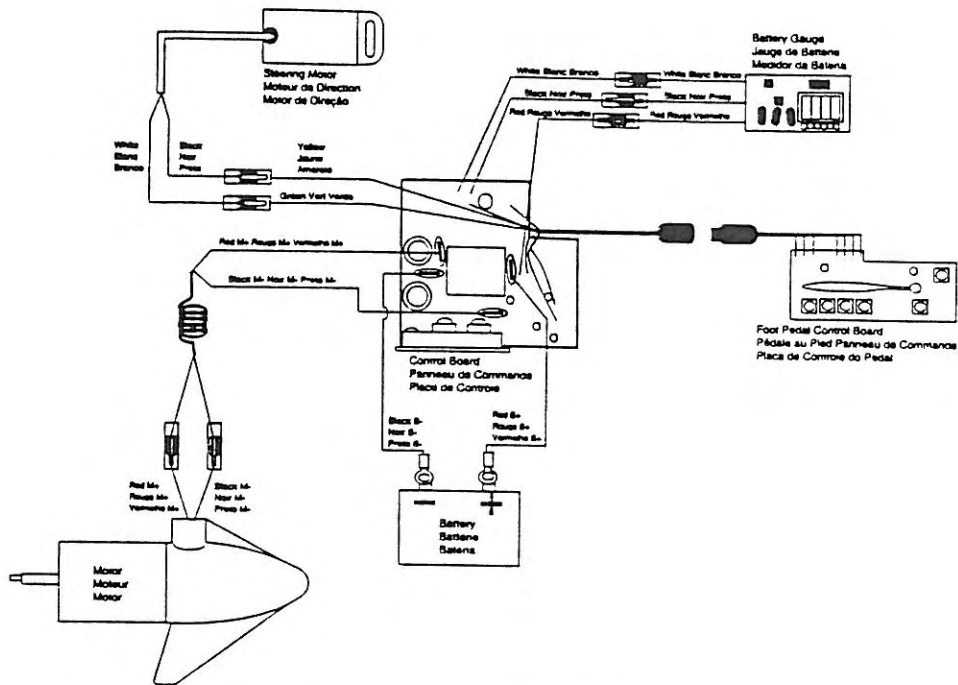 Steering Motor
Moteur de Direction
Motor de Direção
Battery Gauge
Jauge de Batterie
Medidor da Bateria
White Blanc Branco
White Blanc Branco
Black Noir Preto
Black Noir Preto
Red Rouge Vermelho
Red Rouge Vermelho
White
Blanc
Branco
Black
Noir
Preto
Yellow
Jaune
Amarelo
Green Vert Verde
Red M+ Rouge M+ Vermelho M+
Black M- Noir M- Preto M-
Foot Pedal Control Board
Pédale au Pied Panneau de Commande
Placa de Controle do Pedal
Control Board
Panneau de Commande
Placa de Controle
Black B-
Noir B-
Preto B-
Red B+
Rouge B+
Vermelho B+
Red M+
Rouge M+
Vermelho M+
Black M-
Noir M-
Preto M-
Battery
Batterie
Bateria
Motor
Moteur
Motor